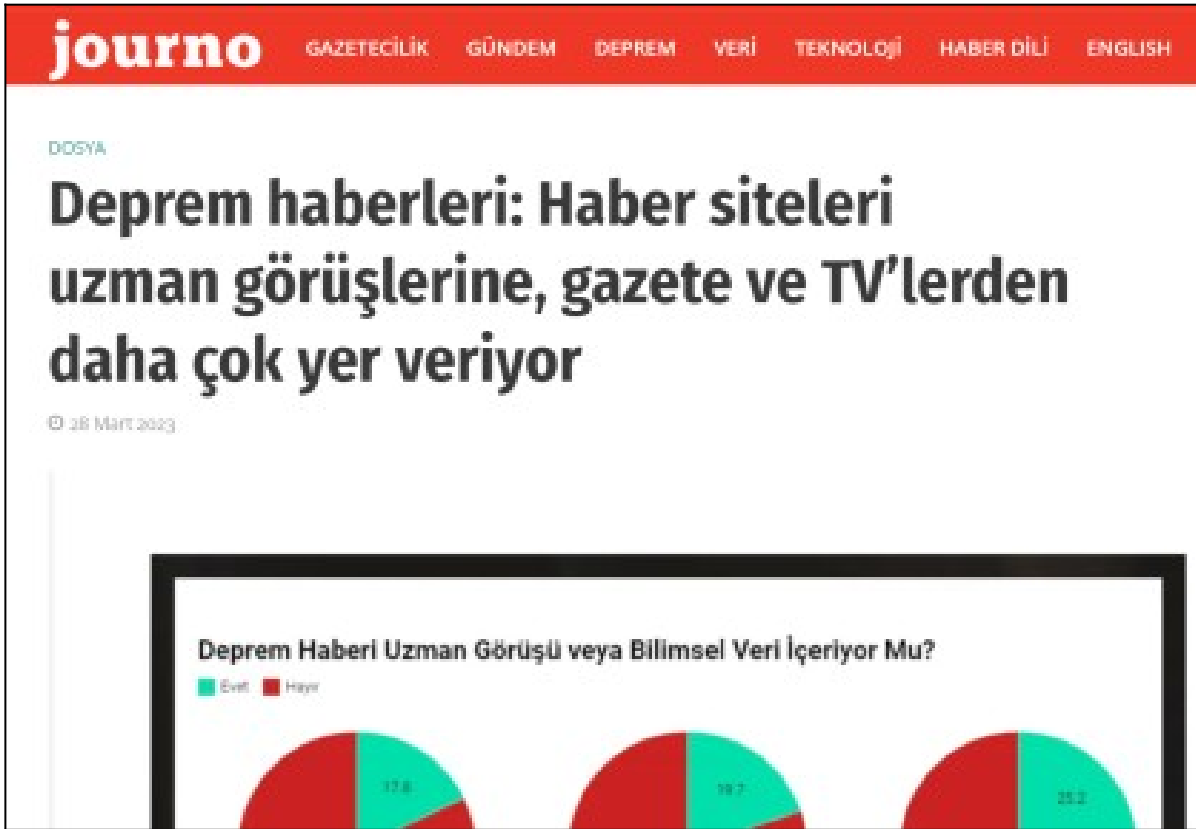 journo GAZETECİLİK GÜNDEM DEPREM VERİ TEKNOLOJİ HABER DİLİ ENGLISH
DOSYA
Deprem haberleri: Haber siteleri
uzman görüşlerine, gazete ve TV’lerden
daha çok yer veriyor
28 Mart 2023
Deprem Haberi Uzman Görüşü veya Bilimsel Veri İçeriyor Mu?
Evet Hayır
17.8 19.7 25.2